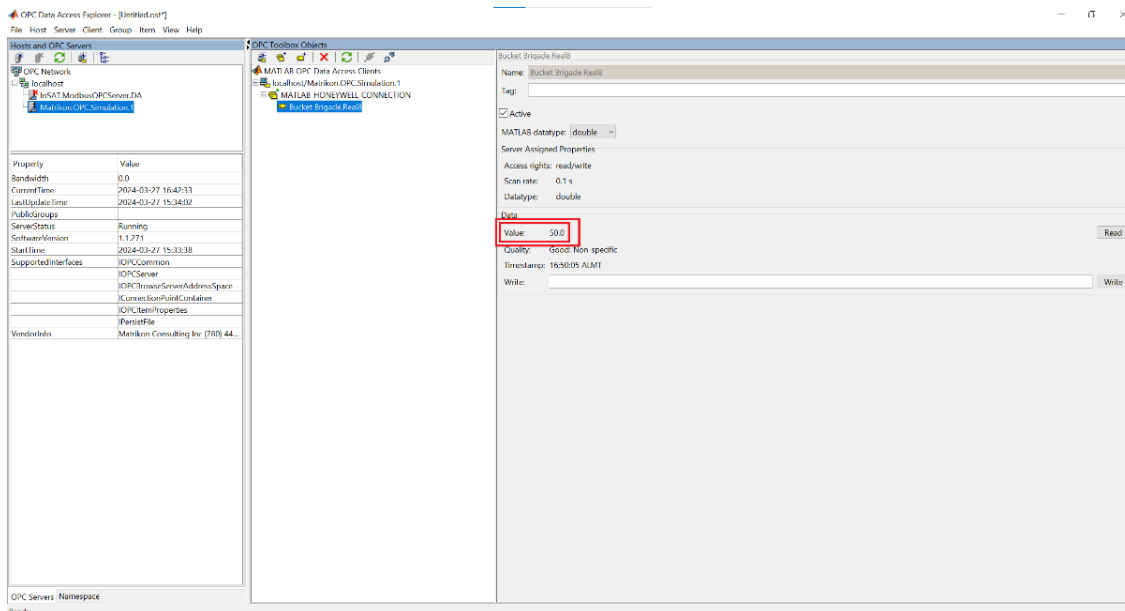 OPC Data Access Explorer - [Untitled.osf*]
File Host Server Client Group Item View Help
Hosts and OPC Servers
OPC Network
localhost
InSAT.ModbusOPCServer.DA
Matrikon.OPC.Simulation.1
Property Value
Bandwidth 0.0
CurrentTime 2024-03-27 16:42:33
LastUpdateTime 2024-03-27 15:34:02
PublicGroups
ServerStatus Running
SoftwareVersion 1.1.271
StartTime 2024-03-27 15:33:38
SupportedInterfaces IOPCCommon
IOPCServer
IOPCBrowseServerAddressSpace
IConnectionPointContainer
IOPCItemProperties
IPersistFile
VendorInfo Matrikon Consulting Inc (780) 44...
OPC Servers Namespace
OPC Toolbox Objects
MATLAB OPC Data Access Clients
localhost/Matrikon.OPC.Simulation.1
MATLAB HONEYWELL CONNECTION
Bucket Brigade.Real8
Bucket Brigade.Real8
Name: Bucket Brigade.Real8
Tag:
Active
MATLAB datatype: double
Server Assigned Properties
Access rights: read/write
Scan rate: 0.1 s
Datatype: double
Data
Value: 50.0 Read
Quality: Good: Non-specific
Timestamp: 16:50:05 ALMT
Write: Write